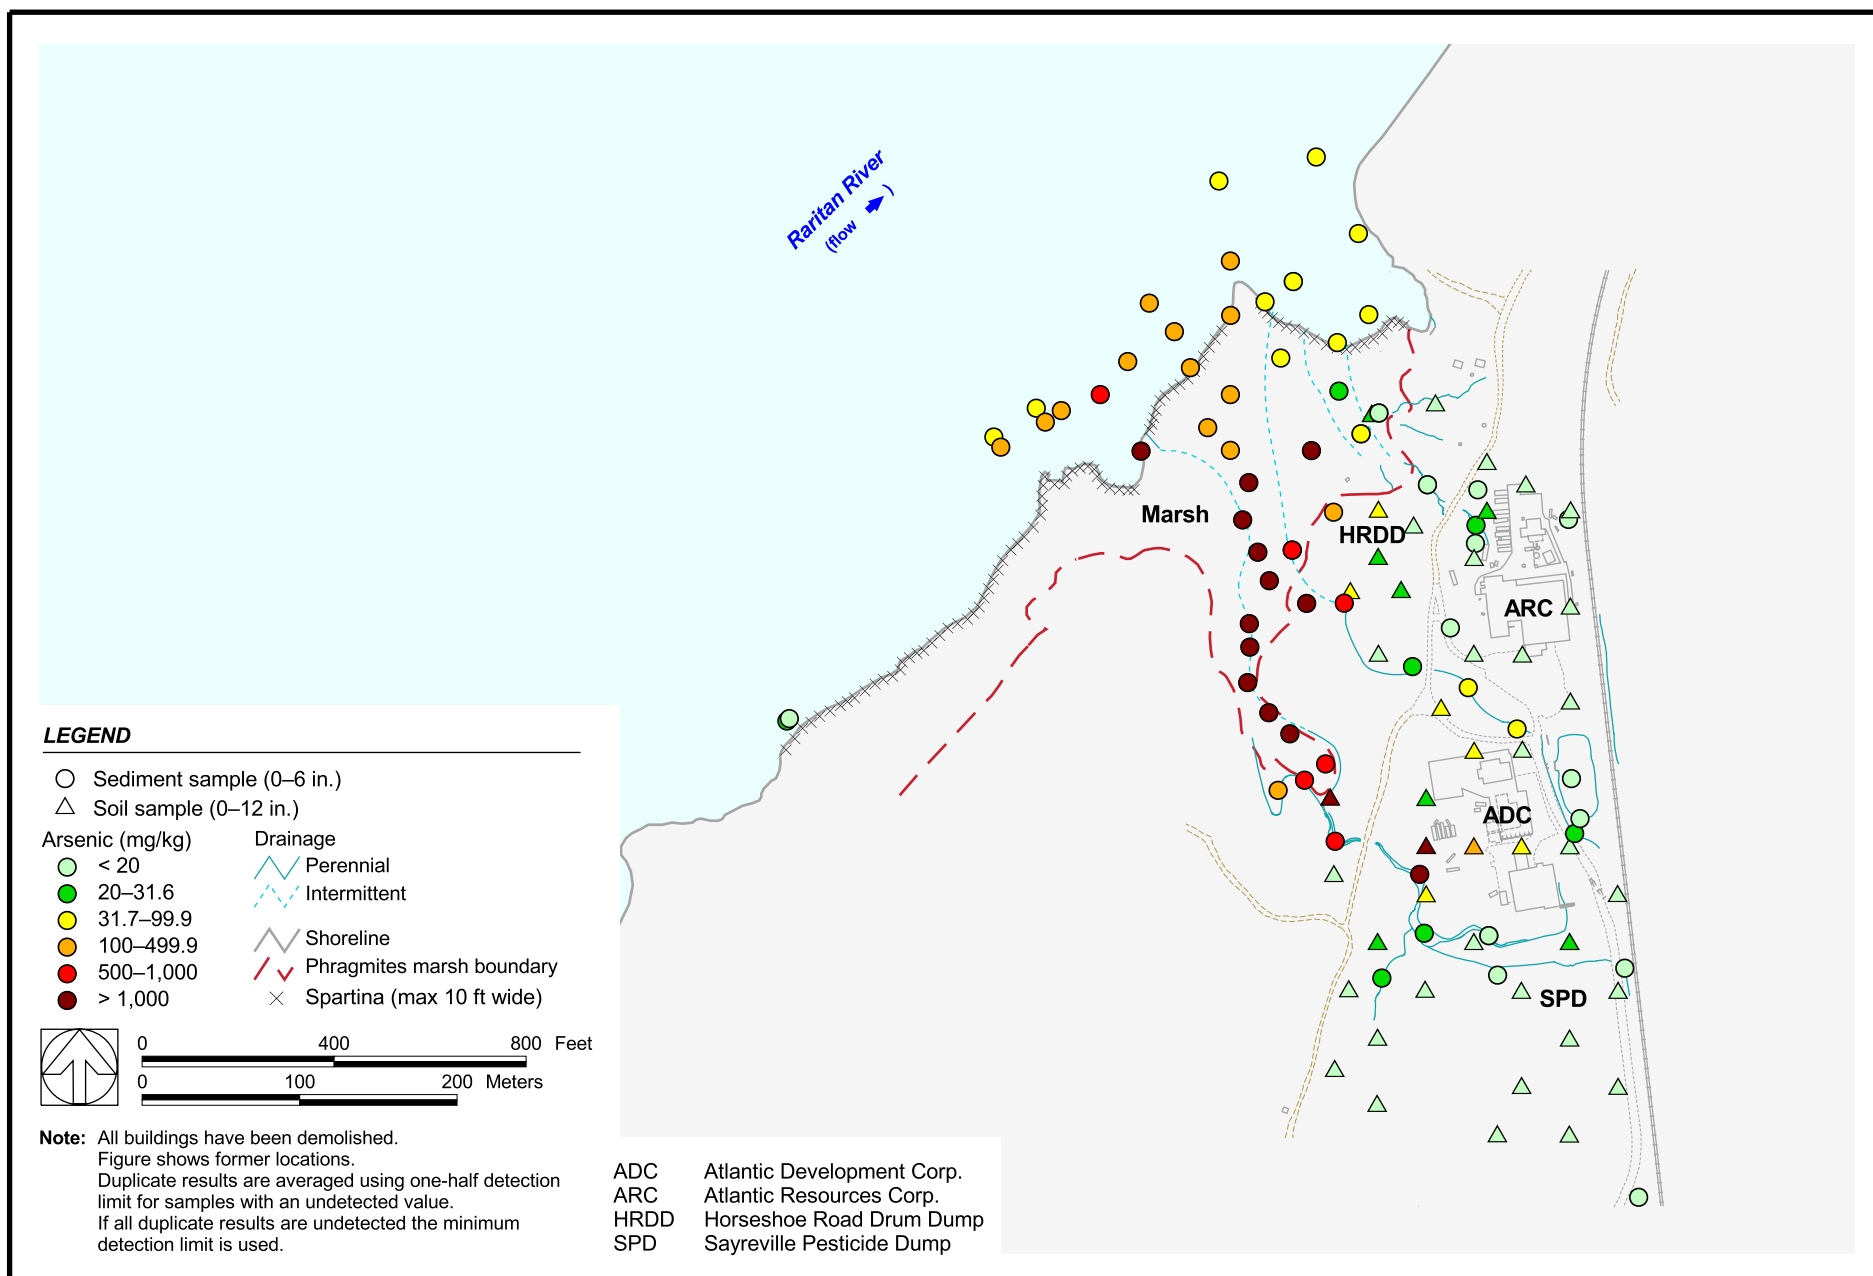 Raritan River
(flow )
Marsh
HRDD
ARC
ADC
SPD
LEGEND
Sediment sample (0–6 in.)
Soil sample (0–12 in.)
Arsenic (mg/kg)
< 20
20–31.6
31.7–99.9
100–499.9
500–1,000
> 1,000
Drainage
Perennial
Intermittent
Shoreline
Phragmites marsh boundary
Spartina (max 10 ft wide)
0 400 800 Feet
0 100 200 Meters
Note: All buildings have been demolished.
Figure shows former locations.
Duplicate results are averaged using one-half detection
limit for samples with an undetected value.
If all duplicate results are undetected the minimum
detection limit is used.
ADC Atlantic Development Corp.
ARC Atlantic Resources Corp.
HRDD Horseshoe Road Drum Dump
SPD Sayreville Pesticide Dump